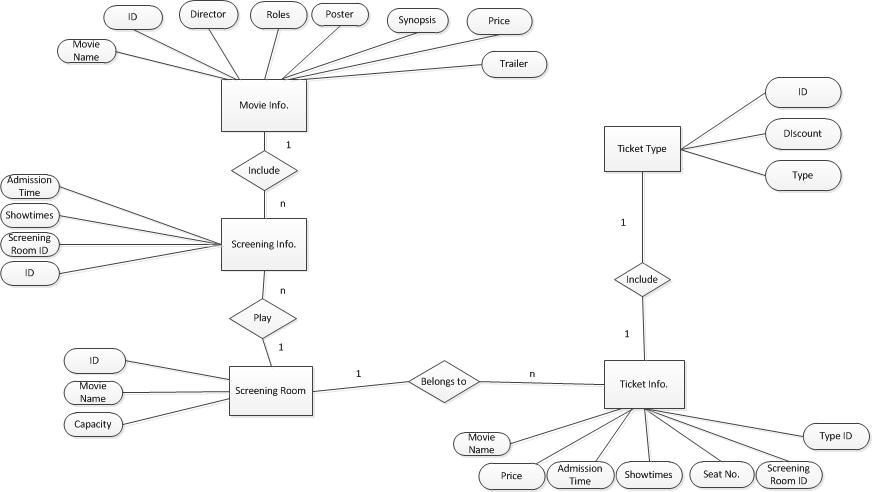 ID
Director
Roles
Poster
Synopsis
Price
Movie
Name
Trailer
Movie Info.
1
Include
n
Admission
Time
Showtimes
Screening
Room ID
ID
Screening Info.
n
Play
1
ID
Movie
Name
Capacity
Screening Room
1
Belongs to
n
Ticket Type
ID
DIscount
Type
1
Include
1
Ticket Info.
Movie
Name
Price
Admission
Time
Showtimes
Seat No.
Screening
Room ID
Type ID